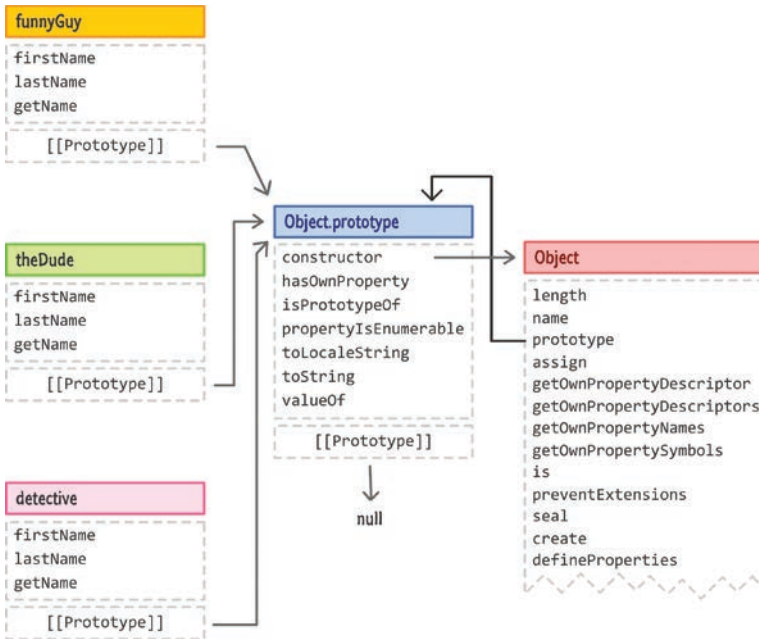 funnyGuy
firstName
lastName
getName
[[Prototype]]
theDude
firstName
lastName
getName
[[Prototype]]
detective
firstName
lastName
getName
[[Prototype]]
Object.prototype
constructor
hasOwnProperty
isPrototypeOf
propertyIsEnumerable
toLocaleString
toString
valueOf
[[Prototype]]
null
Object
length
name
prototype
assign
getOwnPropertyDescriptor
getOwnPropertyDescriptors
getOwnPropertyNames
getOwnPropertySymbols
is
preventExtensions
seal
create
defineProperties